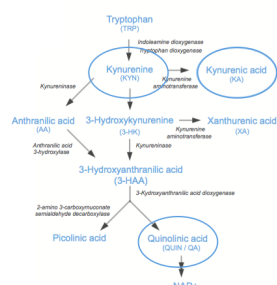 Tryptophan
(TRP)
Indoleamine dioxygenase
Tryptophan dioxygenase
Kynurenine
(KYN)
Kynurenine
aminotransferase
Kynurenic acid
(KA)
Kynureninase
Anthranilic acid
(AA)
3-Hydroxykynurenine
(3-HK)
Kynurenine
aminotransferase
Xanthurenic acid
(XA)
Anthranilic acid
3-hydroxylase
Kynureninase
3-Hydroxyanthranilic acid
(3-HAA)
3-Hydroxyanthranilic acid dioxygenase
2-amino 3-carboxymuconate
semialdehyde decarboxylase
Picolinic acid
Quinolinic acid
(QUIN / QA)